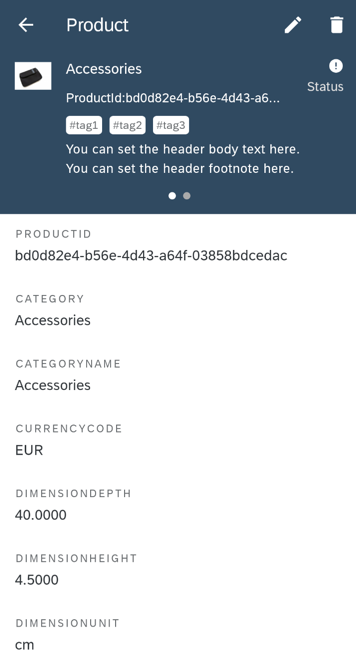 Product
Accessories
Status
ProductId:bd0d82e4-b56e-4d43-a6...
#tag1 #tag2 #tag3
You can set the header body text here.
You can set the header footnote here.
PRODUCTID
bd0d82e4-b56e-4d43-a64f-03858bdcedac
CATEGORY
Accessories
CATEGORYNAME
Accessories
CURRENCYCODE
EUR
DIMENSIONDEPTH
40.0000
DIMENSIONHEIGHT
4.5000
DIMENSIONUNIT
cm